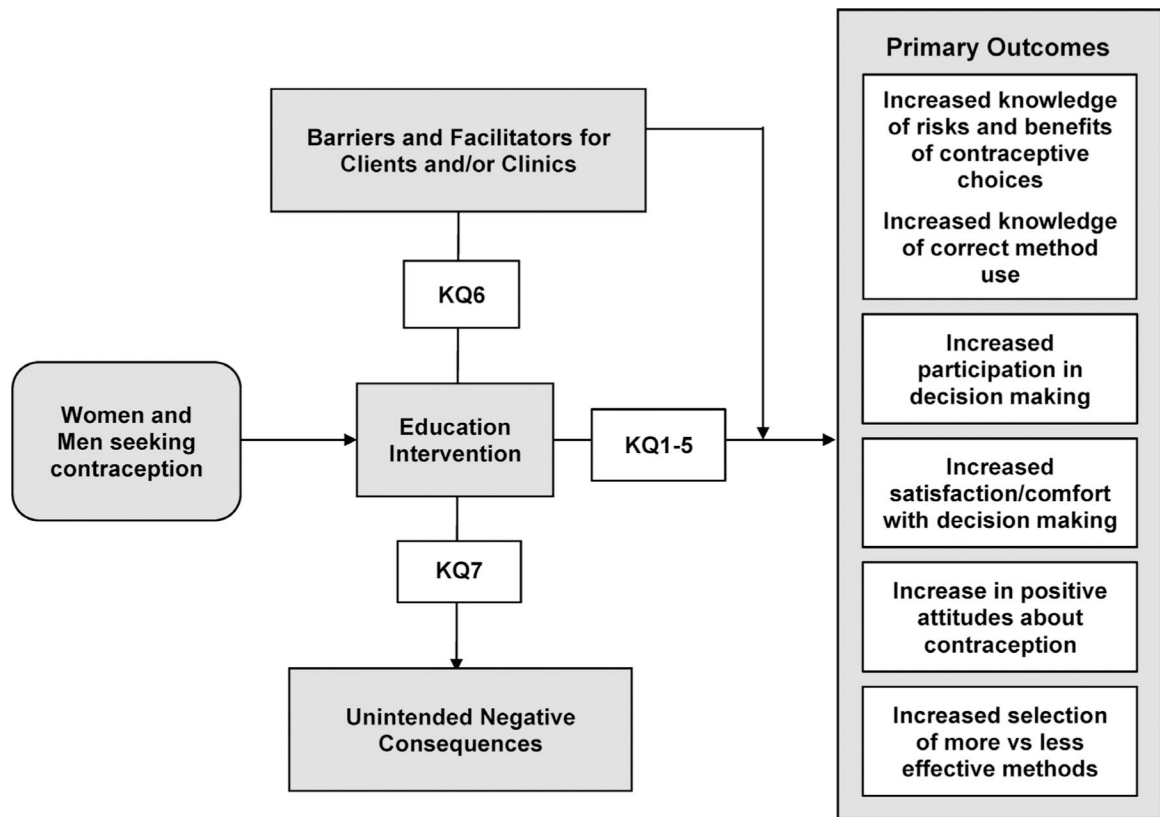 Barriers and Facilitators for
Clients and/or Clinics
KQ6
Women and
Men seeking
contraception
Education
Intervention
KQ1-5
KQ7
Unintended Negative
Consequences
Primary Outcomes
Increased knowledge
of risks and benefits
of contraceptive
choices
Increased knowledge
of correct method
use
Increased
participation in
decision making
Increased
satisfaction/comfort
with decision making
Increase in positive
attitudes about
contraception
Increased selection
of more vs less
effective methods